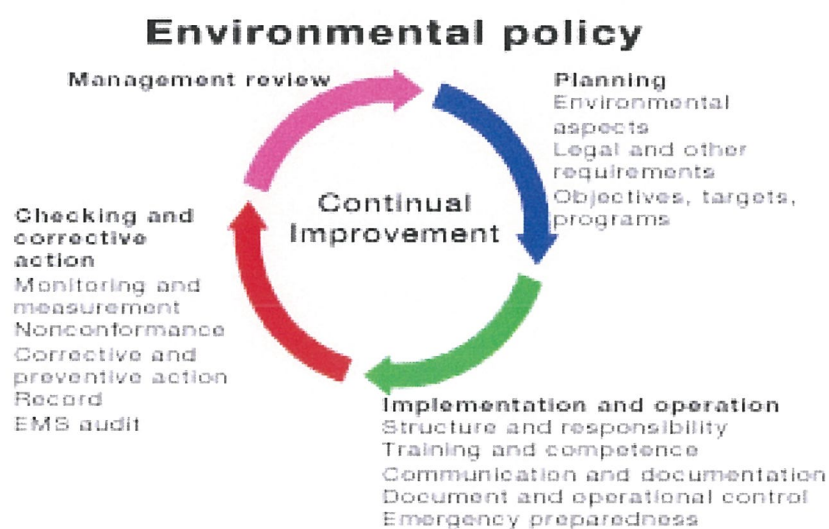 Environmental policy
Management review
Planning
Environmental
aspects
Legal and other
requirements
Objectives, targets,
programs
Continual
Improvement
Implementation and operation
Structure and responsibility
Training and competence
Communication and documentation
Document and operational control
Emergency preparedness
Checking and
corrective
action
Monitoring and
measurement
Nonconformance
Corrective and
preventive action
Record
EMS audit